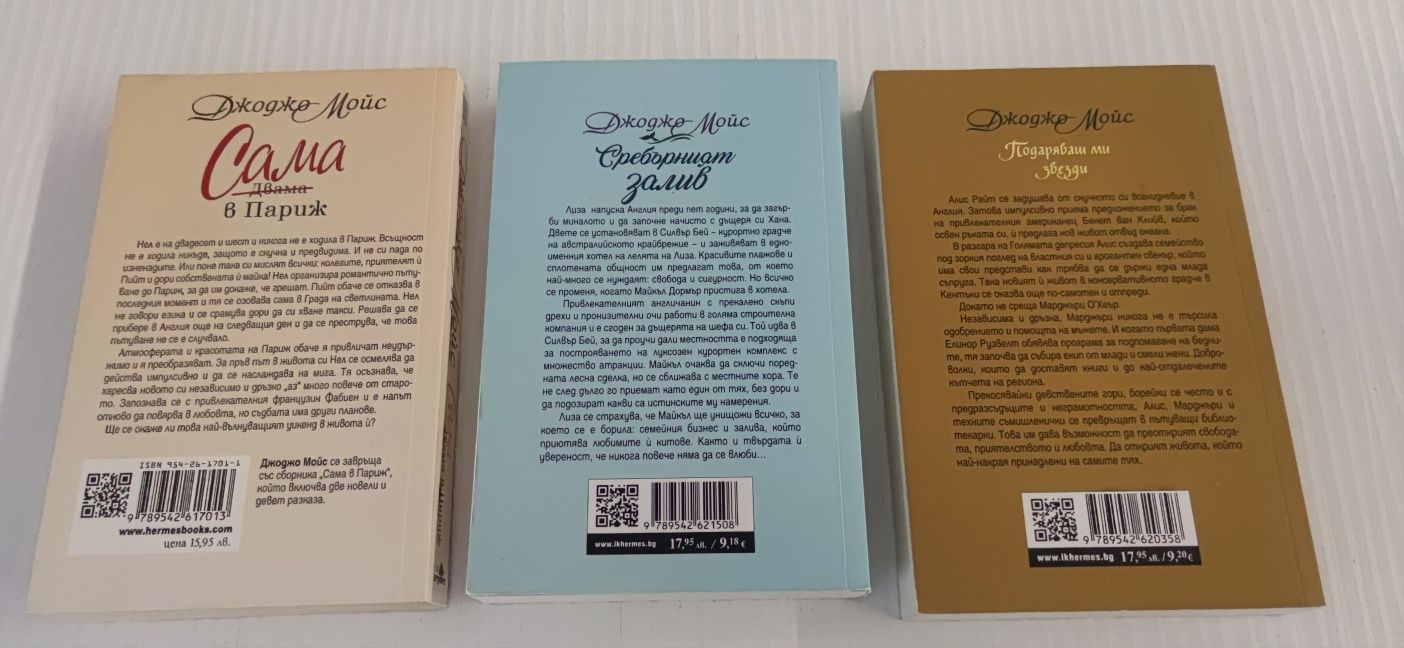 Джоджо Мойс
Сама
Двама
в Париж
Нел е на двадесет и шест и никога не е ходила в Париж. Всъщност
не е ходила никъде, защото е скучна и предвидима. И не си пада по
изненадите. Или поне така си мислят всички: колегите, приятелят ѝ
Пийт и дори собствената ѝ майка! Нел организира романтично пъту-
ване до Париж, за да им докаже, че грешат. Пийт обаче се отказва в
последния момент и тя се озовава сама в Града на светлината. Нел
не говори езика и се срамува дори да си хване такси. Решава да се
прибере в Англия още на следващия ден и да се преструва, че това
пътуване не се е случвало.
Атмосферата и красотата на Париж обаче я привличат неудър-
жимо и я преобразяват. За пръв път в живота си Нел се осмелява да
действа импулсивно и да се наслаждава на мига. Тя осъзнава, че
харесва новото си независимо и дръзко „аз“ много повече от старо-
то. Запознава се с привлекателния французин Фабиен и е на път
отново да повярва в любовта, но съдбата има други планове.
Ще се окаже ли това най-вълнуващият уикенд в живота ѝ?
ISBN 954-26-1701-1
9 789542 617013
www.hermesbooks.com
цена 15,95 лв.
Джоджо Мойс се завръща
със сборника „Сама в Париж“,
който включва две новели и
девет разказа.
Джоджо Мойс
Сребърният
залив
Лиза напуска Англия преди пет години, за да загър-
би миналото и да започне начисто с дъщеря си Хана.
Двете се установяват в Силвър Бей – курортно градче
на австралийското крайбрежие – и заживяват в едно-
именния хотел на лелята на Лиза. Красивите плажове и
сплотената общност им предлагат това, от което
най-много се нуждаят: свобода и сигурност. Но всичко
се променя, когато Майкъл Дормър пристига в хотела.
Привлекателният англичанин с прекалено скъпи
дрехи и пронизителни очи работи в голяма строителна
компания и е сгоден за дъщерята на шефа си. Той идва в
Силвър Бей, за да проучи дали местността е подходяща
за построяването на луксозен курортен комплекс с
множество атракции. Майкъл очаква да сключи поред-
ната лесна сделка, но се сближава с местните хора. Те
не след дълго го приемат като един от тях, без дори и
да подозират какви са истинските му намерения.
Лиза се страхува, че Майкъл ще унищожи всичко, за
което се е борила: семейния бизнес и залива, който
приютява любимите ѝ китове. Както и твърдата ѝ
увереност, че никога повече няма да се влюби...
9 789542 621508
www.ikhermes.bg 17,95 лв. / 9,18 €
Джоджо Мойс
Подаряваш ми
звезди
Алис Райт се задушава от скучното си всекидневие в
Англия. Затова импулсивно приема предложението за брак
на привлекателния американец Бенет ван Клийв, който
освен ръката си, ѝ предлага нов живот отвъд океана.
В разгара на Голямата депресия Алис създава семейство
под зоркия поглед на властния си и арогантен свекър, който
има свои представи как трябва да се държи една млада
съпруга. Така новият ѝ живот в консервативното градче в
Кентъки се оказва още по-самотен и отпреди.
Докато не среща Марджъри О'Хеър.
Независима и дръзка, Марджъри никога не е търсила
одобрението и помощта на мъжете. И когато първата дама
Елинор Рузвелт обявява програма за подпомагане на бедни-
те, тя започва да събира екип от млади и смели жени. Добро-
волки, които да доставят книги и до най-отдалечените
кътчета на региона.
Прекосявайки девствените гори, борейки се често и с
предразсъдъците и неграмотността, Алис, Марджъри и
техните съмишленички се превръщат в пътуващи библио-
текарки. Това им дава възможност да преоткрият свобода-
та, приятелството и любовта. Да открият живота, който
най-накрая принадлежи на самите тях.
9 789542 620358
www.ikhermes.bg 17,95 лв. / 9,20 €